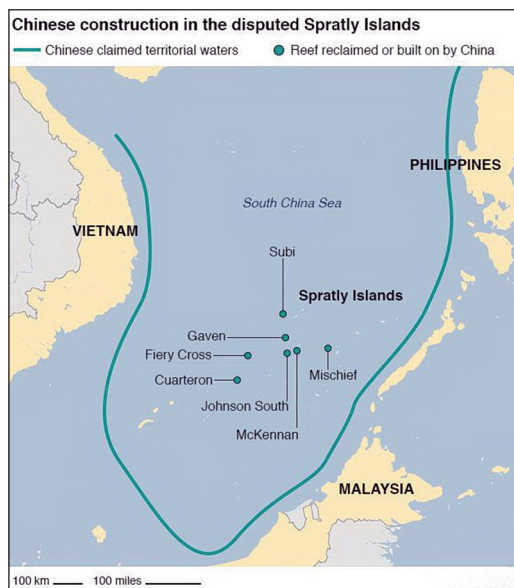 Chinese construction in the disputed Spratly Islands
Chinese claimed territorial waters
Reef reclaimed or built on by China
PHILIPPINES
South China Sea
VIETNAM
Subi
Spratly Islands
Gaven
Fiery Cross
Mischief
Cuarteron
Johnson South
McKennan
MALAYSIA
100 km
100 miles